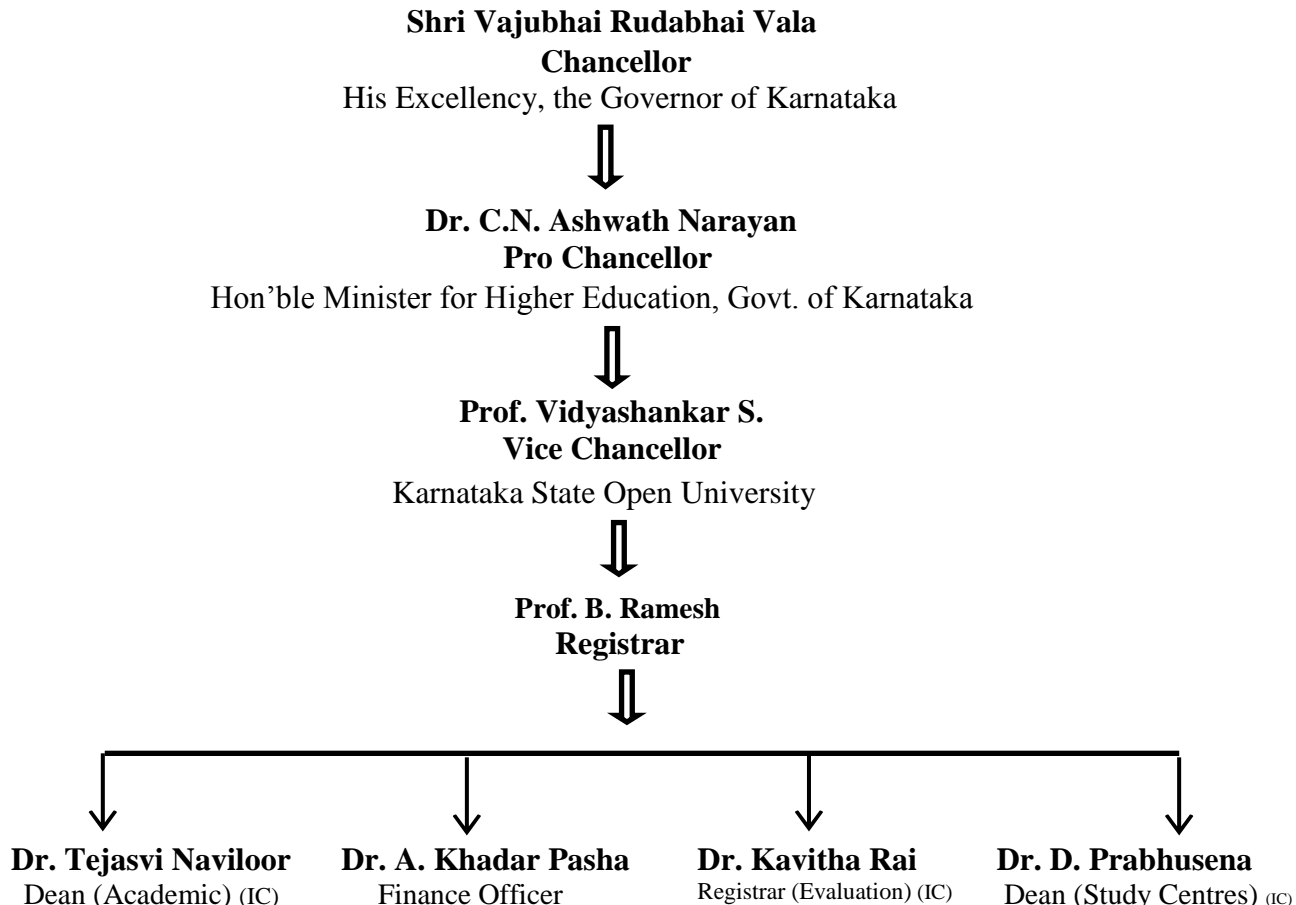 Shri Vajubhai Rudabhai Vala
Chancellor
His Excellency, the Governor of Karnataka
Dr. C.N. Ashwath Narayan
Pro Chancellor
Hon’ble Minister for Higher Education, Govt. of Karnataka
Prof. Vidyashankar S.
Vice Chancellor
Karnataka State Open University
Prof. B. Ramesh
Registrar
Dr. Tejasvi Naviloor
Dean (Academic) (IC)
Dr. A. Khadar Pasha
Finance Officer
Dr. Kavitha Rai
Registrar (Evaluation) (IC)
Dr. D. Prabhusena
Dean (Study Centres) (IC)